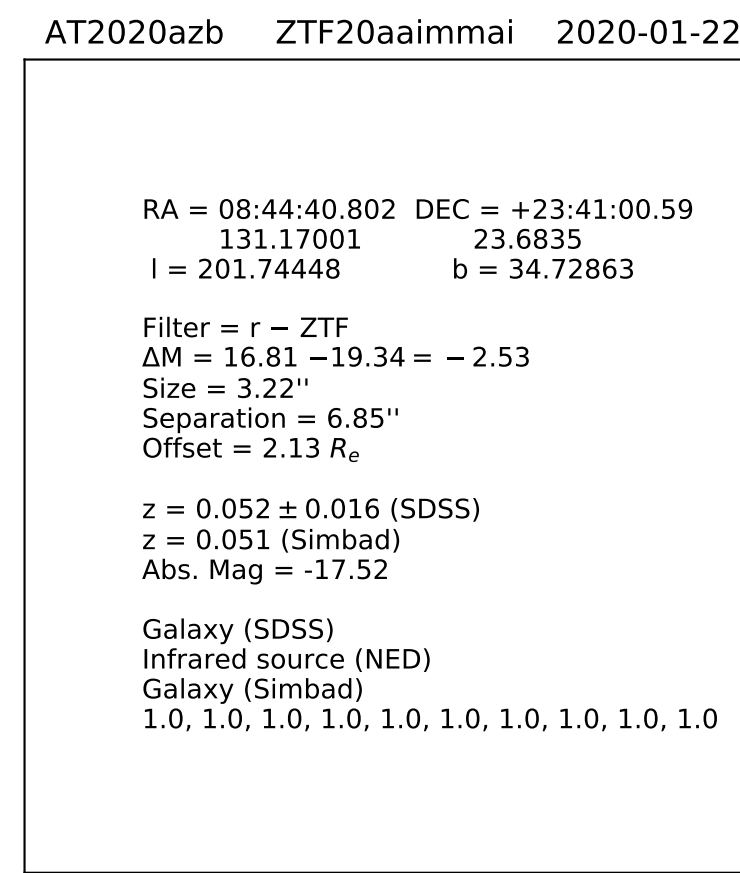 AT2020azb ZTF20aaimmai 2020-01-22
RA = 08:44:40.802 DEC = +23:41:00.59
131.17001 23.6835
l = 201.74448 b = 34.72863
Filter = r − ZTF
ΔM = 16.81 −19.34 = −2.53
Size = 3.22''
Separation = 6.85''
Offset = 2.13 Re
z = 0.052 ± 0.016 (SDSS)
z = 0.051 (Simbad)
Abs. Mag = -17.52
Galaxy (SDSS)
Infrared source (NED)
Galaxy (Simbad)
1.0, 1.0, 1.0, 1.0, 1.0, 1.0, 1.0, 1.0, 1.0, 1.0